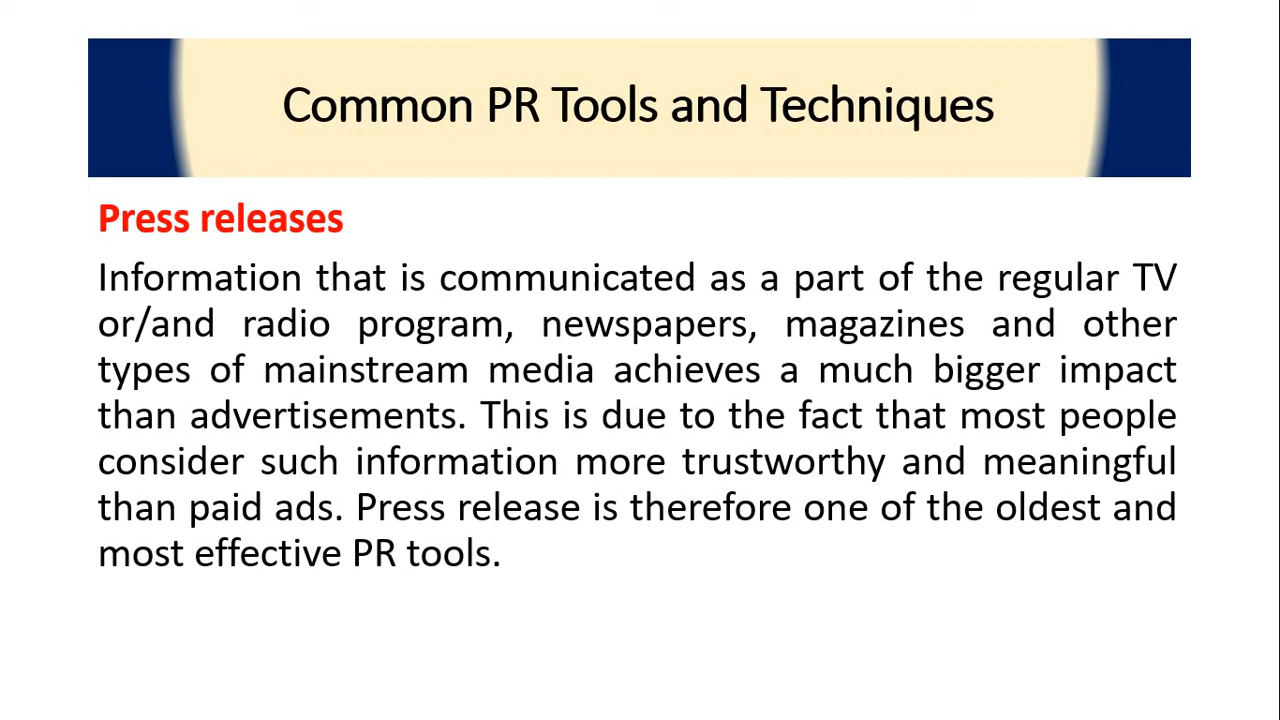 Common PR Tools and Techniques
Press releases
Information that is communicated as a part of the regular TV
or/and radio program, newspapers, magazines and other
types of mainstream media achieves a much bigger impact
than advertisements. This is due to the fact that most people
consider such information more trustworthy and meaningful
than paid ads. Press release is therefore one of the oldest and
most effective PR tools.